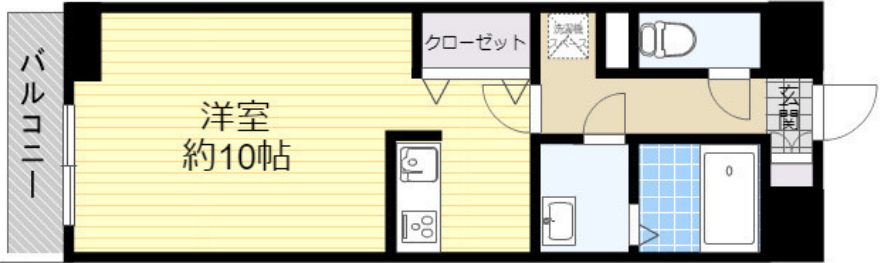 バルコニー
洋室
約10帖
クローゼット
洗濯機
スペース
玄関